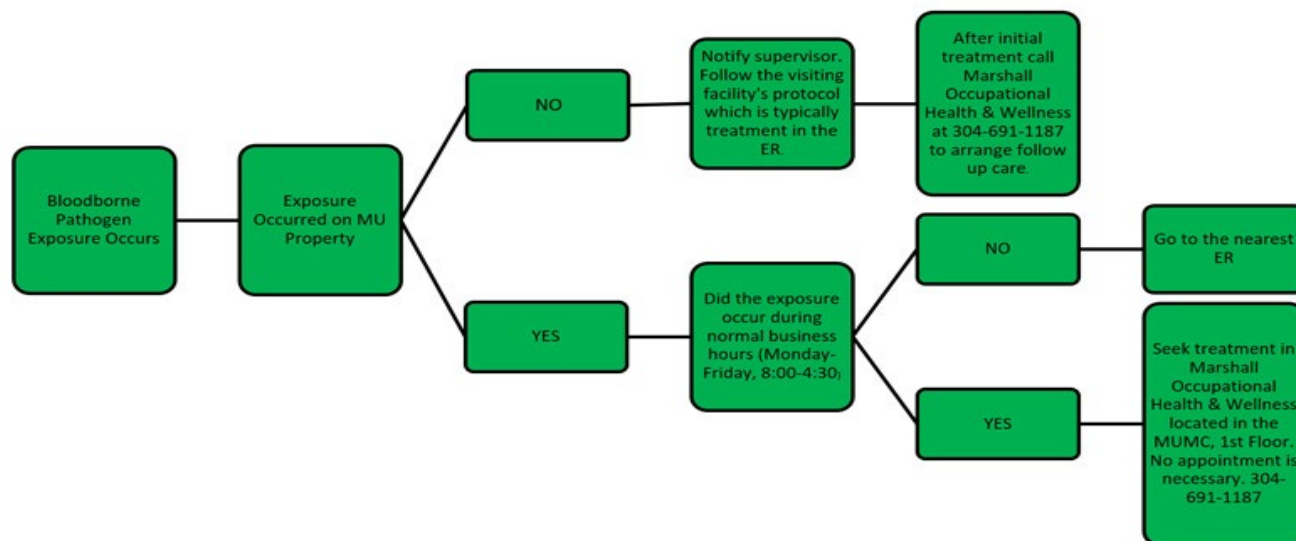 Bloodborne
Pathogen
Exposure Occurs
Exposure
Occurred on MU
Property
NO
Notify supervisor.
Follow the visiting
facility's protocol
which is typically
treatment in the
ER.
After initial
treatment call
Marshall
Occupational
Health & Wellness
at 304-691-1187
to arrange follow
up care.
YES
Did the exposure
occur during
normal business
hours (Monday-
Friday, 8:00-4:30)
NO
Go to the nearest
ER
YES
Seek treatment in
Marshall
Occupational
Health & Wellness
located in the
MUMC, 1st Floor.
No appointment is
necessary. 304-
691-1187